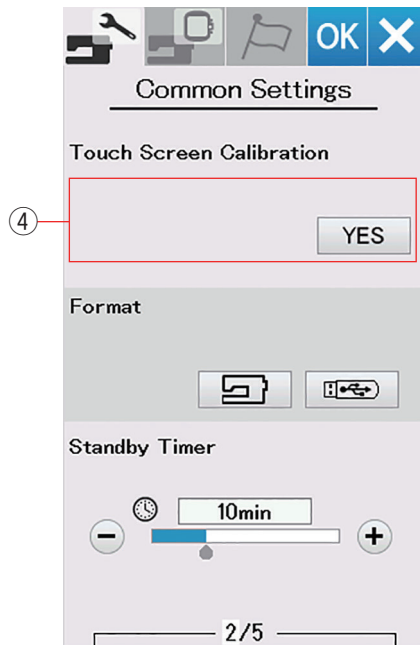 OK
Common Settings
Touch Screen Calibration
④
YES
Format
Standby Timer
10min
2/5